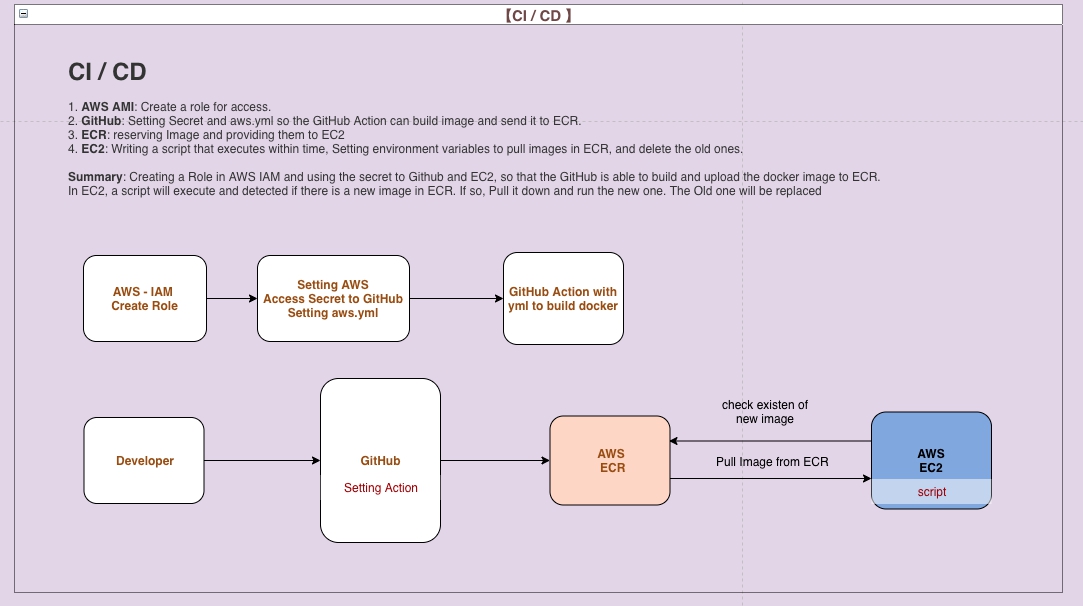 【CI / CD 】
CI / CD
1. AWS AMI: Create a role for access.
2. GitHub: Setting Secret and aws.yml so the GitHub Action can build image and send it to ECR.
3. ECR: reserving Image and providing them to EC2
4. EC2: Writing a script that executes within time, Setting environment variables to pull images in ECR, and delete the old ones.
Summary: Creating a Role in AWS IAM and using the secret to Github and EC2, so that the GitHub is able to build and upload the docker image to ECR.
In EC2, a script will execute and detected if there is a new image in ECR. If so, Pull it down and run the new one. The Old one will be replaced
AWS - IAM
Create Role
Setting AWS
Access Secret to GitHub
Setting aws.yml
GitHub Action with
yml to build docker
Developer
GitHub
Setting Action
AWS
ECR
check existen of
new image
Pull Image from ECR
AWS
EC2
script